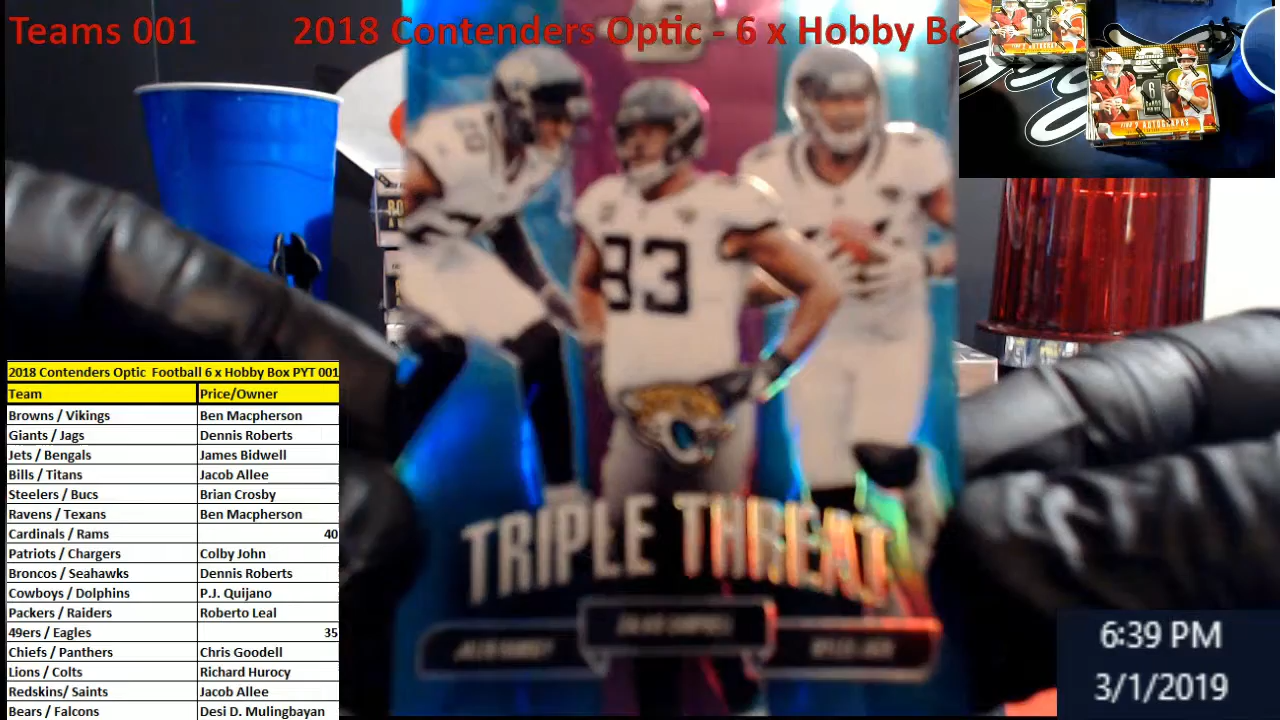 Teams 001 2018 Contenders Optic - 6 x Hobby
93
TRIPLE THREAT
2018 Contenders Optic Football 6 x Hobby Box PYT 001
Team Price/Owner
Browns / Vikings Ben Macpherson
Giants / Jags Dennis Roberts
Jets / Bengals James Bidwell
Bills / Titans Jacob Allee
Steelers / Bucs Brian Crosby
Ravens / Texans Ben Macpherson
Cardinals / Rams 40
Patriots / Chargers Colby John
Broncos / Seahawks Dennis Roberts
Cowboys / Dolphins P.J. Quijano
Packers / Raiders Roberto Leal
49ers / Eagles 35
Chiefs / Panthers Chris Goodell
Lions / Colts Richard Hurocy
Redskins/ Saints Jacob Allee
Bears / Falcons Desi D. Mulingbayan
6:39 PM
3/1/2019